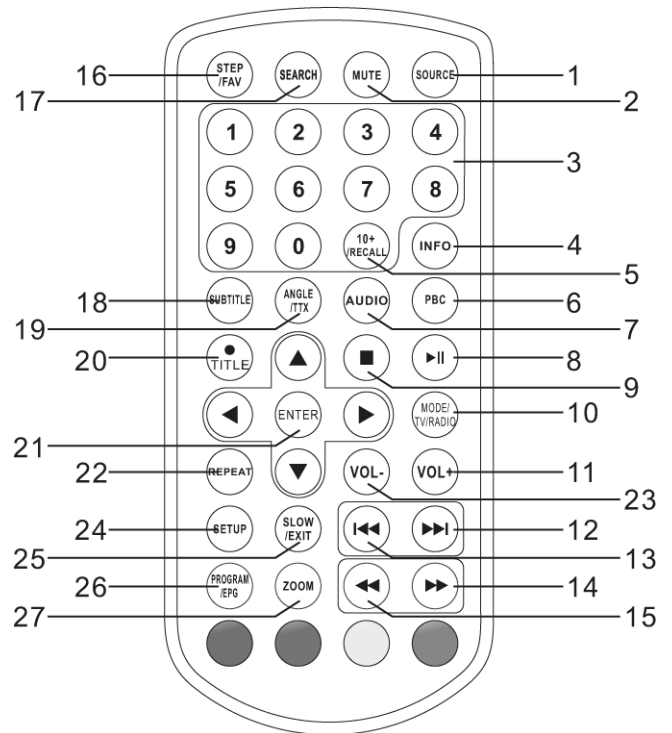 16 STEP /FAV SEARCH MUTE SOURCE 1
17 2
1 2 3 4
3
5 6 7 8
9 0 10+ /RECALL INFO 4
5
18 SUBTITLE ANGLE /TTX AUDIO PBC 6
19 7
20 TITLE 8
9
ENTER MODE/ TV/RADIO 10
21
22 REPEAT VOL- VOL+ 11
23
24 SETUP SLOW /EXIT 12
25 13
26 PROGRAM /EPG ZOOM 14
27 15